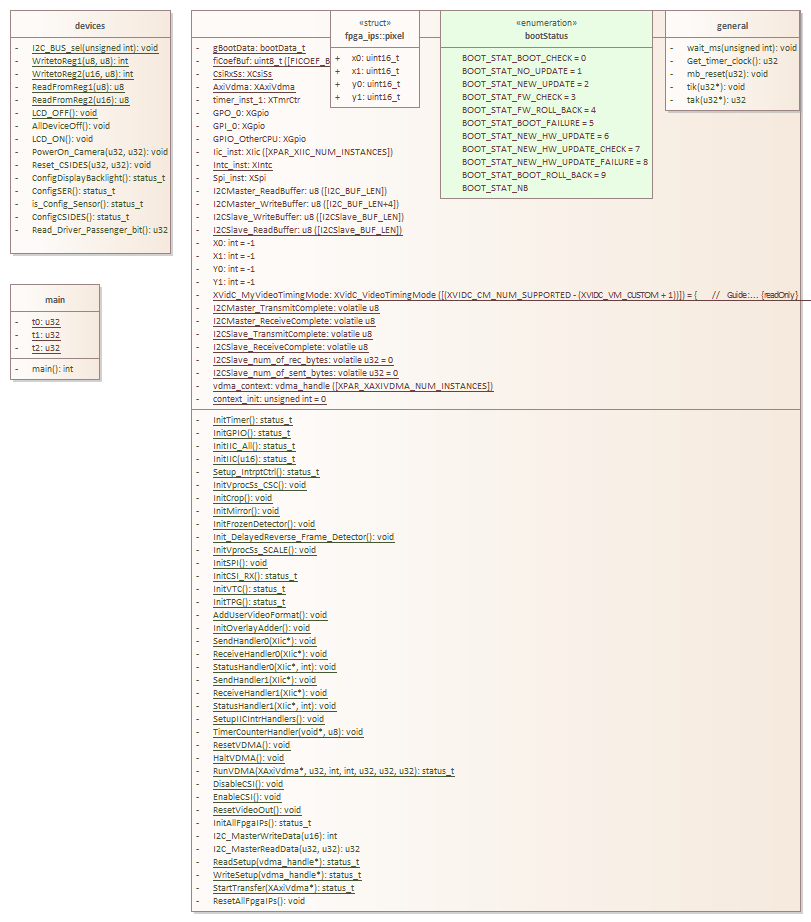 devices
- I2C_BUS_sel(unsigned int): void
- WritetoReg1(u8, u8): int
- WritetoReg2(u16, u8): int
- ReadFromReg1(u8): u8
- ReadFromReg2(u16): u8
- LCD_OFF(): void
- AllDeviceOff(): void
- LCD_ON(): void
- PowerOn_Camera(u32, u32): void
- Reset_CSIDES(u32, u32): void
- ConfigDisplayBacklight(): status_t
- ConfigSER(): status_t
- is_Config_Sensor(): status_t
- ConfigCSIDES(): status_t
- Read_Driver_Passenger_bit(): u32
main
- t0: u32
- t1: u32
- t2: u32
- main(): int
- gBootData: bootData_t
- fiCoefBuf: uint8_t ([FICOEF_B
- CsiRxSs: XCsiSs
- AxiVdma: XAxiVdma
- timer_inst_1: XTmrCtr
- GPO_0: XGpio
- GPI_0: XGpio
- GPIO_OtherCPU: XGpio
- Iic_inst: XIic ([XPAR_XIIC_NUM_INSTANCES])
- Intc_inst: XIntc
- Spi_inst: XSpi
- I2CMaster_ReadBuffer: u8 ([I2C_BUF_LEN])
- I2CMaster_WriteBuffer: u8 ([I2C_BUF_LEN+4])
- I2CSlave_WriteBuffer: u8 ([I2CSlave_BUF_LEN])
- I2CSlave_ReadBuffer: u8 ([I2CSlave_BUF_LEN])
- X0: int = -1
- X1: int = -1
- Y0: int = -1
- Y1: int = -1
- XVidC_MyVideoTimingMode: XVidC_VideoTimingMode ([(XVIDC_CM_NUM_SUPPORTED - (XVIDC_VM_CUSTOM + 1))]) = { // Guide:... {readOnly}
- I2CMaster_TransmitComplete: volatile u8
- I2CMaster_ReceiveComplete: volatile u8
- I2CSlave_TransmitComplete: volatile u8
- I2CSlave_ReceiveComplete: volatile u8
- I2CSlave_num_of_rec_bytes: volatile u32 = 0
- I2CSlave_num_of_sent_bytes: volatile u32 = 0
- vdma_context: vdma_handle ([XPAR_XAXIVDMA_NUM_INSTANCES])
- context_init: unsigned int = 0
- InitTimer(): status_t
- InitGPIO(): status_t
- InitIIC_All(): status_t
- InitIIC(u16): status_t
- Setup_IntrptCtrl(): status_t
- InitVprocSs_CSC(): void
- InitCrop(): void
- InitMirror(): void
- InitFrozenDetector(): void
- Init_DelayedReverse_Frame_Detector(): void
- InitVprocSs_SCALE(): void
- InitSPI(): void
- InitCSI_RX(): status_t
- InitVTC(): status_t
- InitTPG(): status_t
- AddUserVideoFormat(): void
- InitOverlayAdder(): void
- SendHandler0(XIic*): void
- ReceiveHandler0(XIic*): void
- StatusHandler0(XIic*, int): void
- SendHandler1(XIic*): void
- ReceiveHandler1(XIic*): void
- StatusHandler1(XIic*, int): void
- SetupIICIntrHandlers(): void
- TimerCounterHandler(void*, u8): void
- ResetVDMA(): void
- HaltVDMA(): void
- RunVDMA(XAxiVdma*, u32, int, int, u32, u32, u32): status_t
- DisableCSI(): void
- EnableCSI(): void
- ResetVideoOut(): void
- InitAllFpgaIPs(): status_t
- I2C_MasterWriteData(u16): int
- I2C_MasterReadData(u32, u32): u32
- ReadSetup(vdma_handle*): status_t
- WriteSetup(vdma_handle*): status_t
- StartTransfer(XAxiVdma*): status_t
- ResetAllFpgaIPs(): void
«struct»
fpga_ips::pixel
+ x0: uint16_t
+ x1: uint16_t
+ y0: uint16_t
+ y1: uint16_t
«enumeration»
bootStatus
BOOT_STAT_BOOT_CHECK = 0
BOOT_STAT_NO_UPDATE = 1
BOOT_STAT_NEW_UPDATE = 2
BOOT_STAT_FW_CHECK = 3
BOOT_STAT_FW_ROLL_BACK = 4
BOOT_STAT_BOOT_FAILURE = 5
BOOT_STAT_NEW_HW_UPDATE = 6
BOOT_STAT_NEW_HW_UPDATE_CHECK = 7
BOOT_STAT_NEW_HW_UPDATE_FAILURE = 8
BOOT_STAT_BOOT_ROLL_BACK = 9
BOOT_STAT_NB
general
- wait_ms(unsigned int): void
- Get_timer_clock(): u32
- mb_reset(u32): void
- tik(u32*): void
- tak(u32*): u32